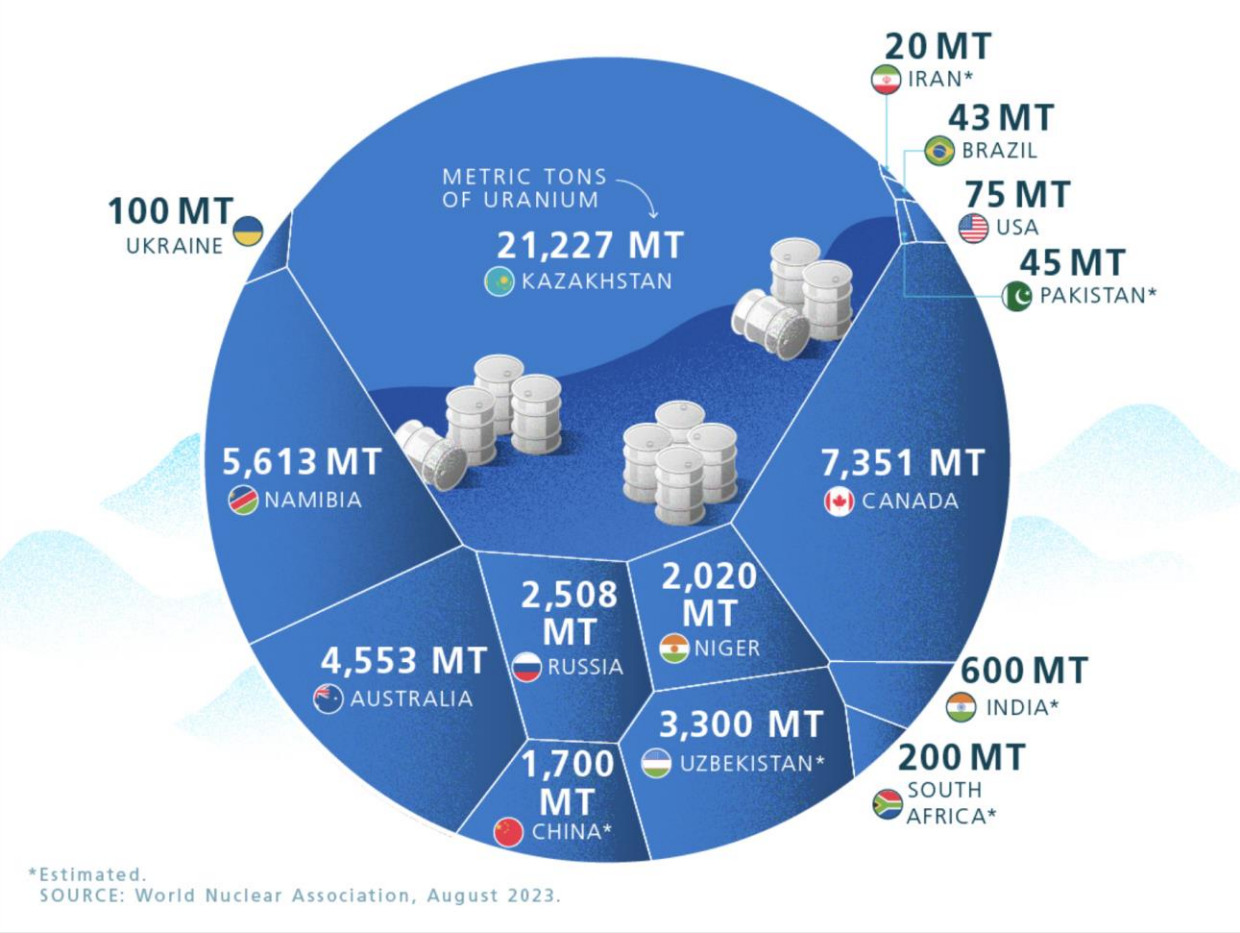 20 MT
IRAN*
43 MT
BRAZIL
75 MT
USA
45 MT
PAKISTAN*
METRIC TONS
OF URANIUM
21,227 MT
KAZAKHSTAN
100 MT
UKRAINE
5,613 MT
NAMIBIA
7,351 MT
CANADA
4,553 MT
AUSTRALIA
2,508
MT
RUSSIA
2,020
MT
NIGER
600 MT
INDIA*
3,300 MT
UZBEKISTAN*
200 MT
SOUTH
AFRICA*
1,700
MT
CHINA*
*Estimated.
SOURCE: World Nuclear Association, August 2023.